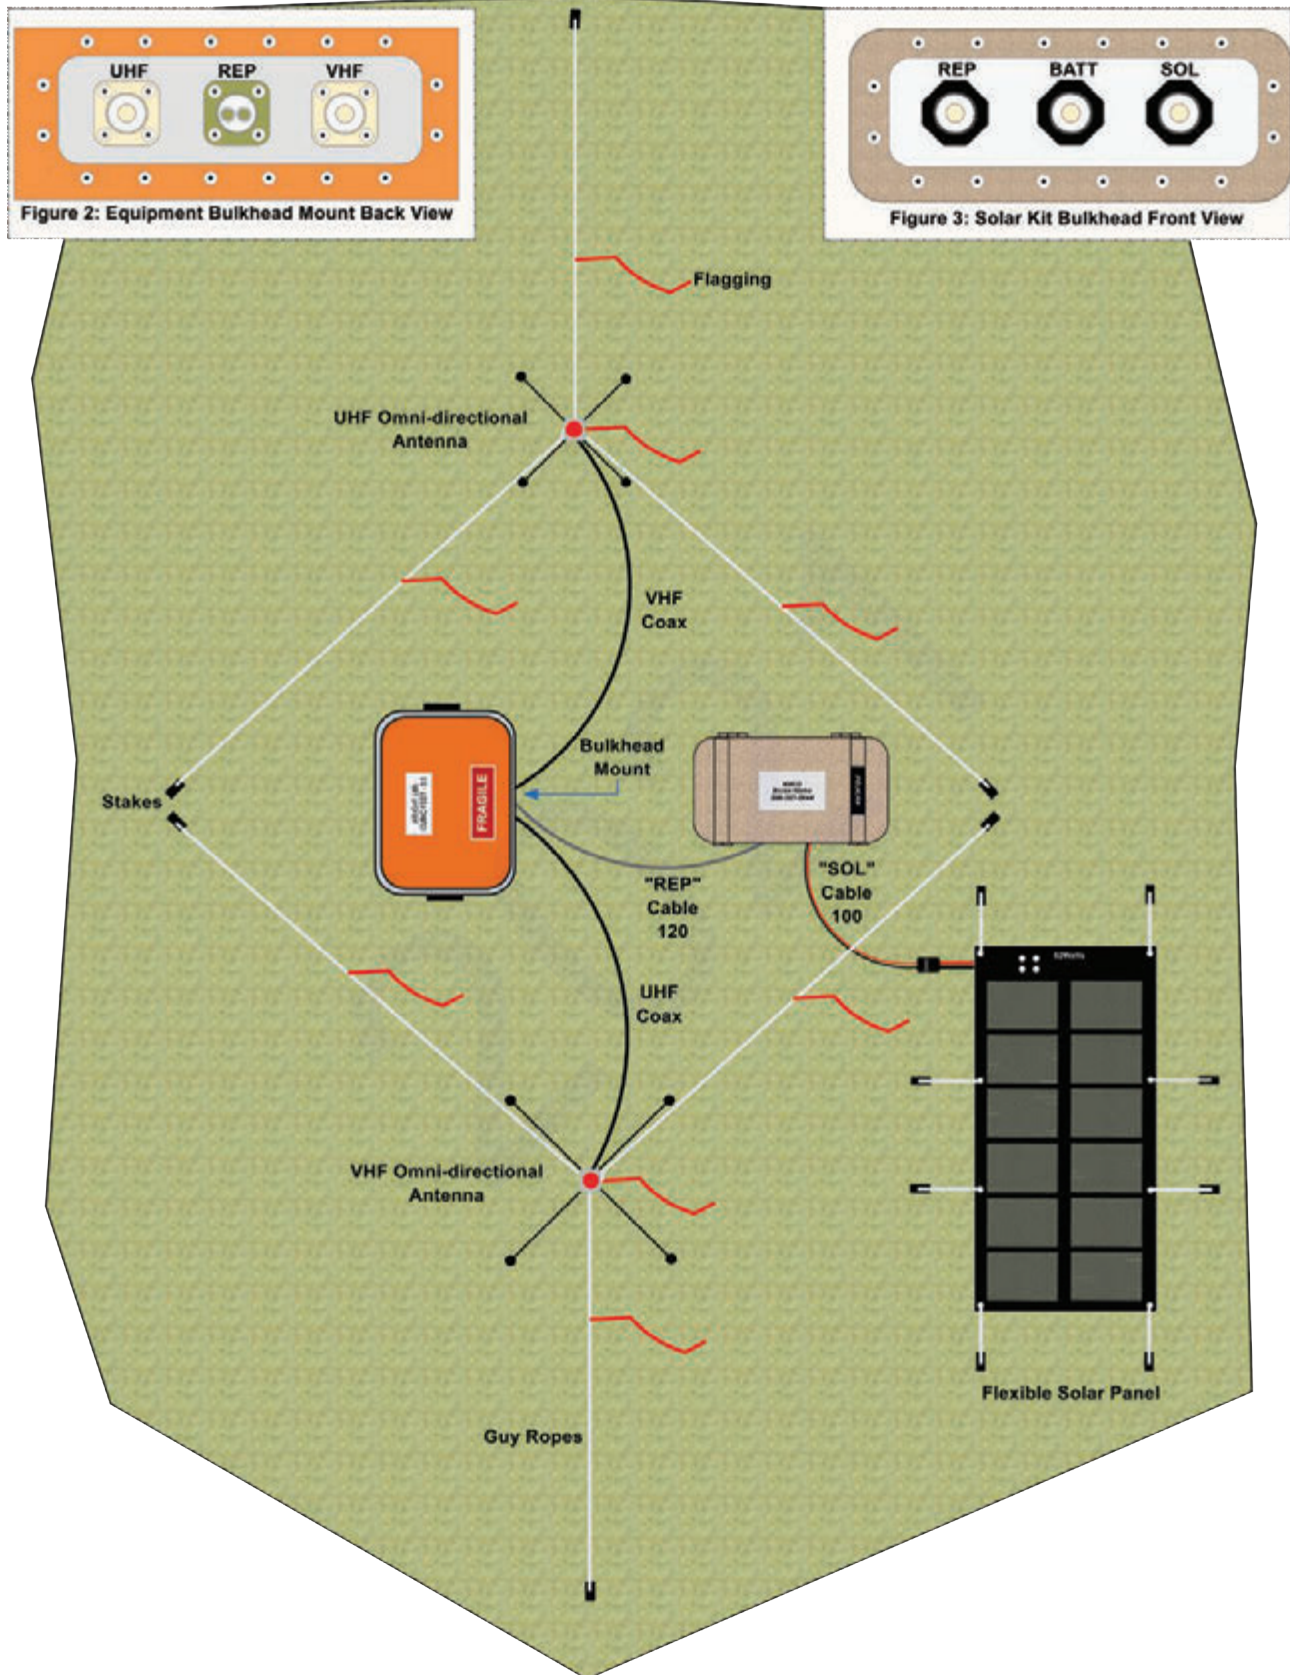 UHF REP VHF
Figure 2: Equipment Bulkhead Mount Back View
REP BATT SOL
Figure 3: Solar Kit Bulkhead Front View
Flagging
UHF Omni-directional
Antenna
VHF
Coax
Bulkhead
Mount
Stakes
FRAGILE
"REP"
Cable
120
"SOL"
Cable
100
UHF
Coax
VHF Omni-directional
Antenna
Flexible Solar Panel
Guy Ropes